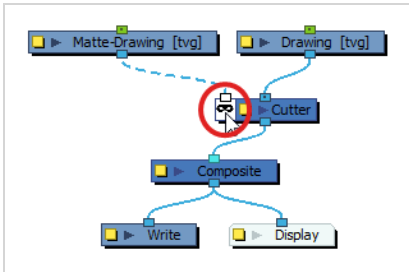 Matte-Drawing [tvg]
Drawing [tvg]
Cutter
Composite
Write
Display